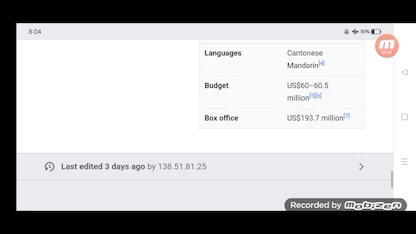 8:04
50%
Languages Cantonese
Mandarin[4]
Budget US$60–60.5
million[5][6]
Box office US$193.7 million[7]
Last edited 3 days ago by 138.51.81.25
Recorded by MOBIZEN